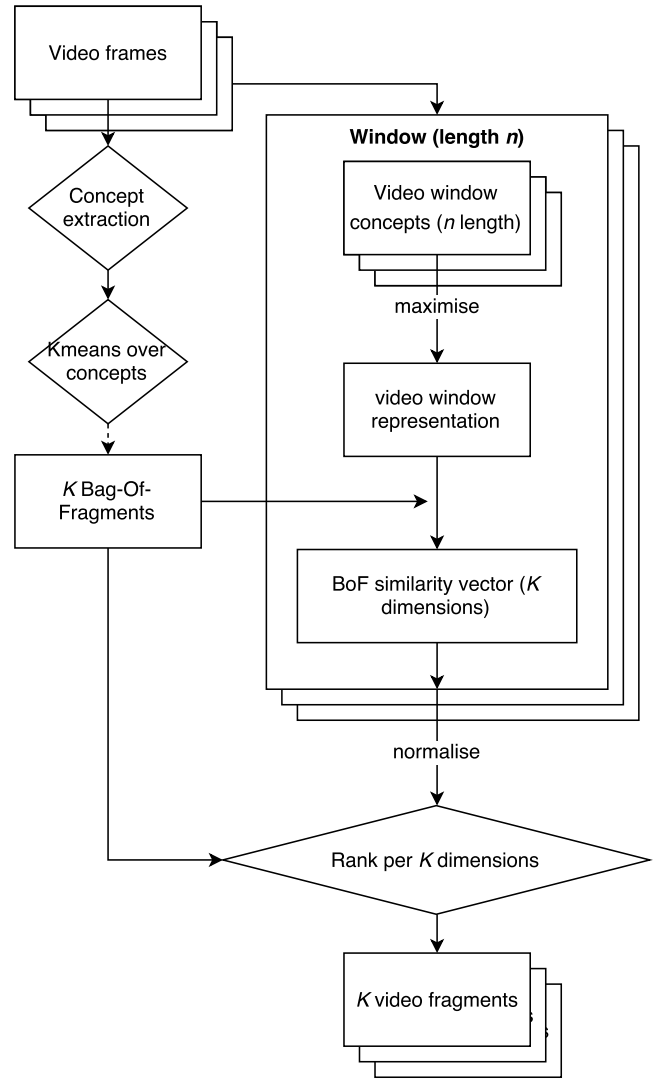 Video frames
Window (length n)
Concept
extraction
Video window
concepts (n length)
maximise
Kmeans over
concepts
video window
representation
K Bag-Of-
Fragments
BoF similarity vector (K
dimensions)
normalise
Rank per K dimensions
K video fragments